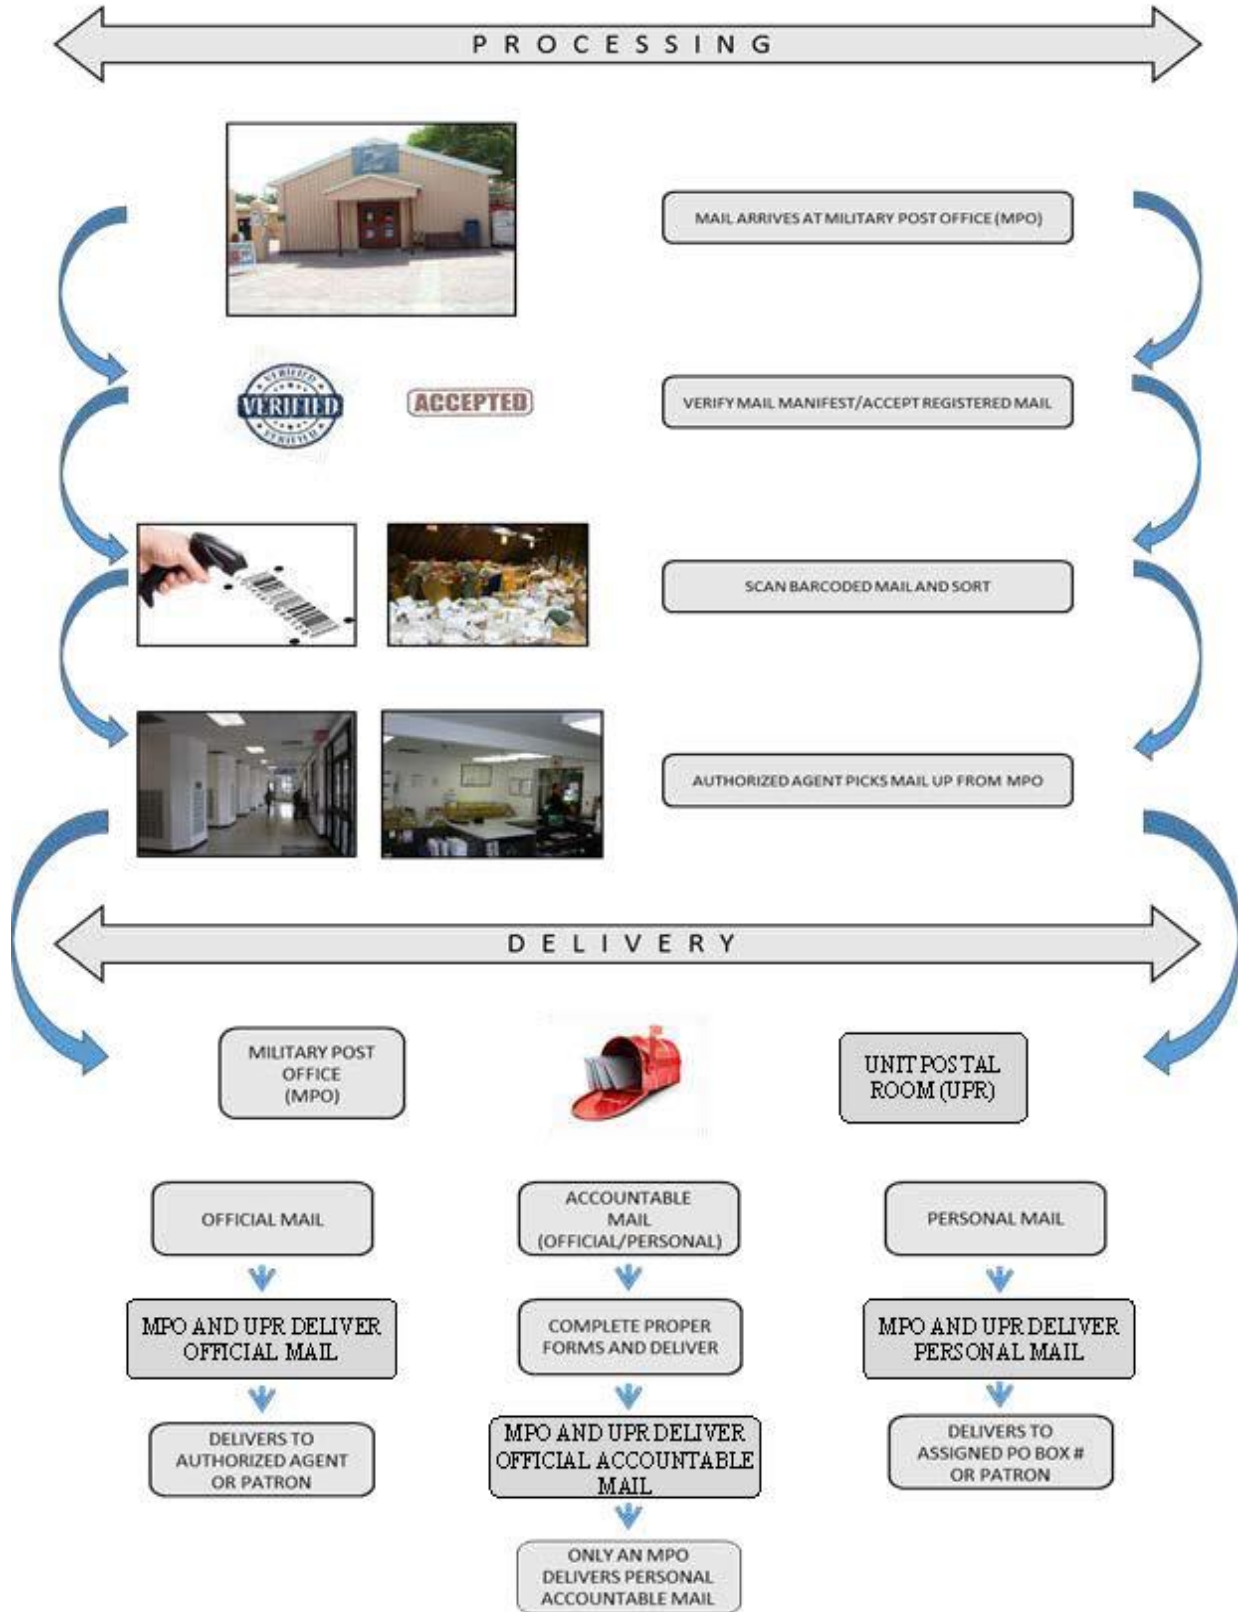 PROCESSING
MAIL ARRIVES AT MILITARY POST OFFICE (MPO)
VERIFIED
VERIFIED
VERIFIED
ACCEPTED
VERIFY MAIL MANIFEST/ACCEPT REGISTERED MAIL
SCAN BARCODED MAIL AND SORT
AUTHORIZED AGENT PICKS MAIL UP FROM MPO
DELIVERY
MILITARY POST
OFFICE
(MPO)
UNIT POSTAL
ROOM (UPR)
OFFICIAL MAIL
MPO AND UPR DELIVER
OFFICIAL MAIL
DELIVERS TO
AUTHORIZED AGENT
OR PATRON
ACCOUNTABLE
MAIL
(OFFICIAL/PERSONAL)
COMPLETE PROPER
FORMS AND DELIVER
MPO AND UPR DELIVER
OFFICIAL ACCOUNTABLE
MAIL
ONLY AN MPO
DELIVERS PERSONAL
ACCOUNTABLE MAIL
PERSONAL MAIL
MPO AND UPR DELIVER
PERSONAL MAIL
DELIVERS TO
ASSIGNED PO BOX #
OR PATRON